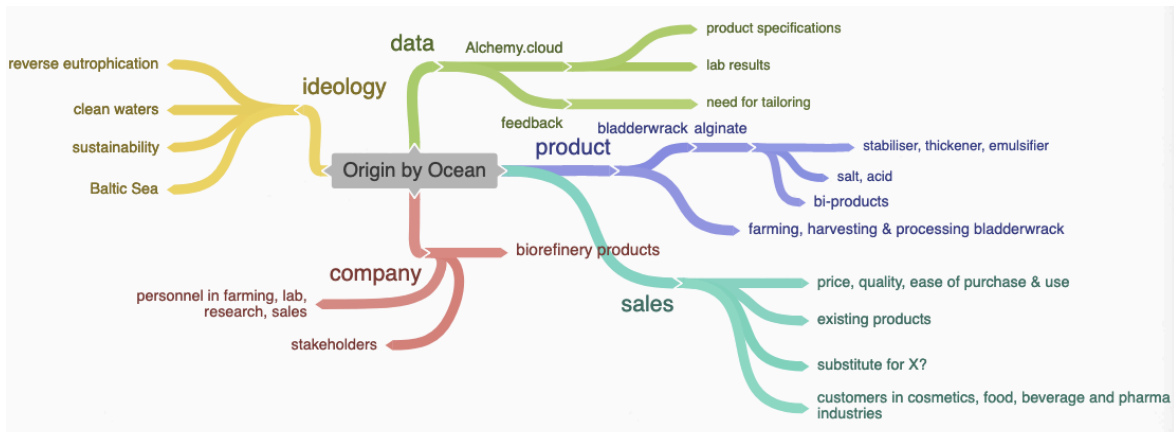 Origin by Ocean
ideology
reverse eutrophication
clean waters
sustainability
Baltic Sea
data
Alchemy.cloud
product specifications
lab results
feedback
need for tailoring
product
bladderwrack alginate
stabiliser, thickener, emulsifier
salt, acid
bi-products
farming, harvesting & processing bladderwrack
company
biorefinery products
personnel in farming, lab,
research, sales
stakeholders
sales
price, quality, ease of purchase & use
existing products
substitute for X?
customers in cosmetics, food, beverage and pharma
industries